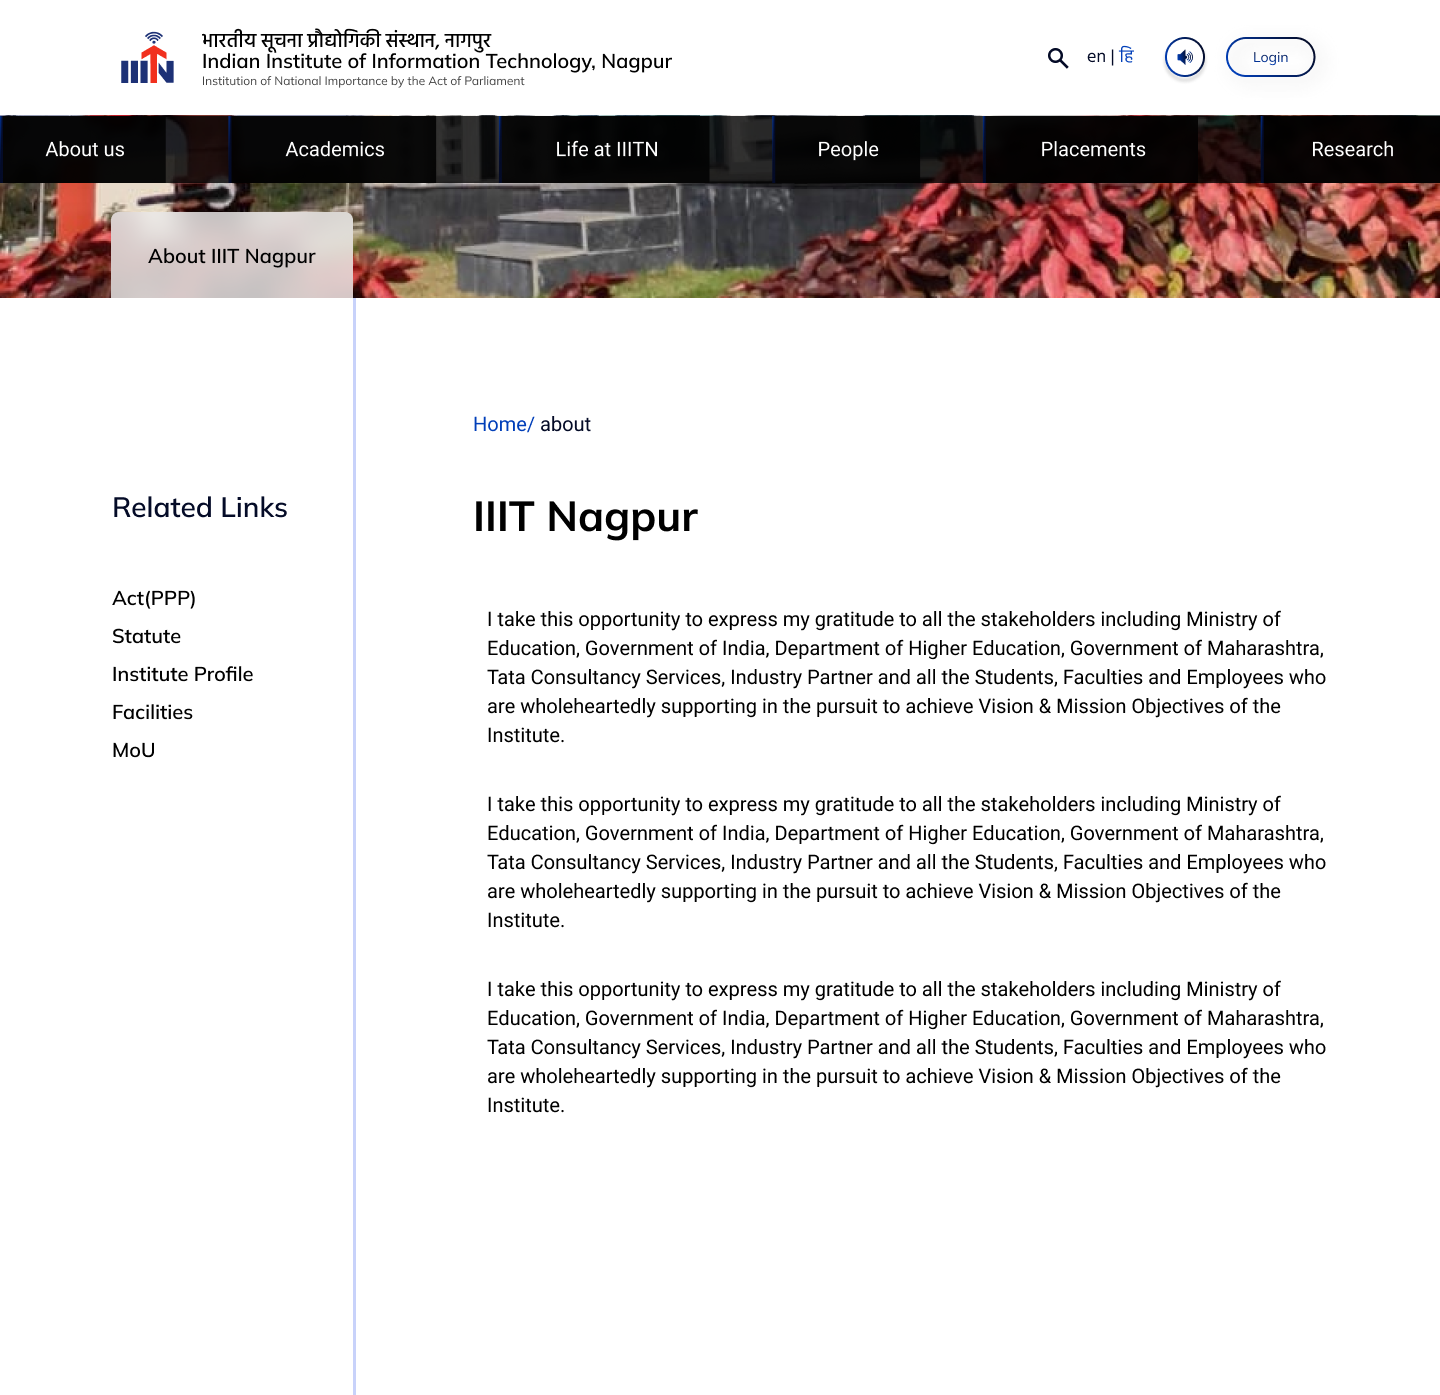 भारतीय सूचना प्रौद्योगिकी संस्थान, नागपुर
Indian Institute of Information Technology, Nagpur
Institution of National Importance by the Act of Parliament
IIITN
en | हि
Login
About us
Academics
Life at IIITN
People
Placements
Research
About IIIT Nagpur
Home/ about
Related Links
Act(PPP)
Statute
Institute Profile
Facilities
MoU
IIIT Nagpur
I take this opportunity to express my gratitude to all the stakeholders including Ministry of
Education, Government of India, Department of Higher Education, Government of Maharashtra,
Tata Consultancy Services, Industry Partner and all the Students, Faculties and Employees who
are wholeheartedly supporting in the pursuit to achieve Vision & Mission Objectives of the
Institute.
I take this opportunity to express my gratitude to all the stakeholders including Ministry of
Education, Government of India, Department of Higher Education, Government of Maharashtra,
Tata Consultancy Services, Industry Partner and all the Students, Faculties and Employees who
are wholeheartedly supporting in the pursuit to achieve Vision & Mission Objectives of the
Institute.
I take this opportunity to express my gratitude to all the stakeholders including Ministry of
Education, Government of India, Department of Higher Education, Government of Maharashtra,
Tata Consultancy Services, Industry Partner and all the Students, Faculties and Employees who
are wholeheartedly supporting in the pursuit to achieve Vision & Mission Objectives of the
Institute.